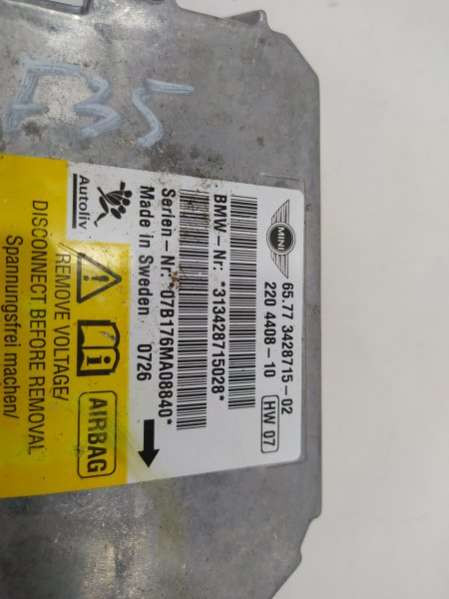 E35
MINI
65.77 3428715-02
220 4408-10 HW 07
BMW-Nr: *313428715028*
Serien-Nr: *07B176MA08840*
Made in Sweden 0726
Autoliv
AIRBAG
REMOVE VOLTAGE/
DISCONNECT BEFORE REMOVAL
Spannungsfrei machen/